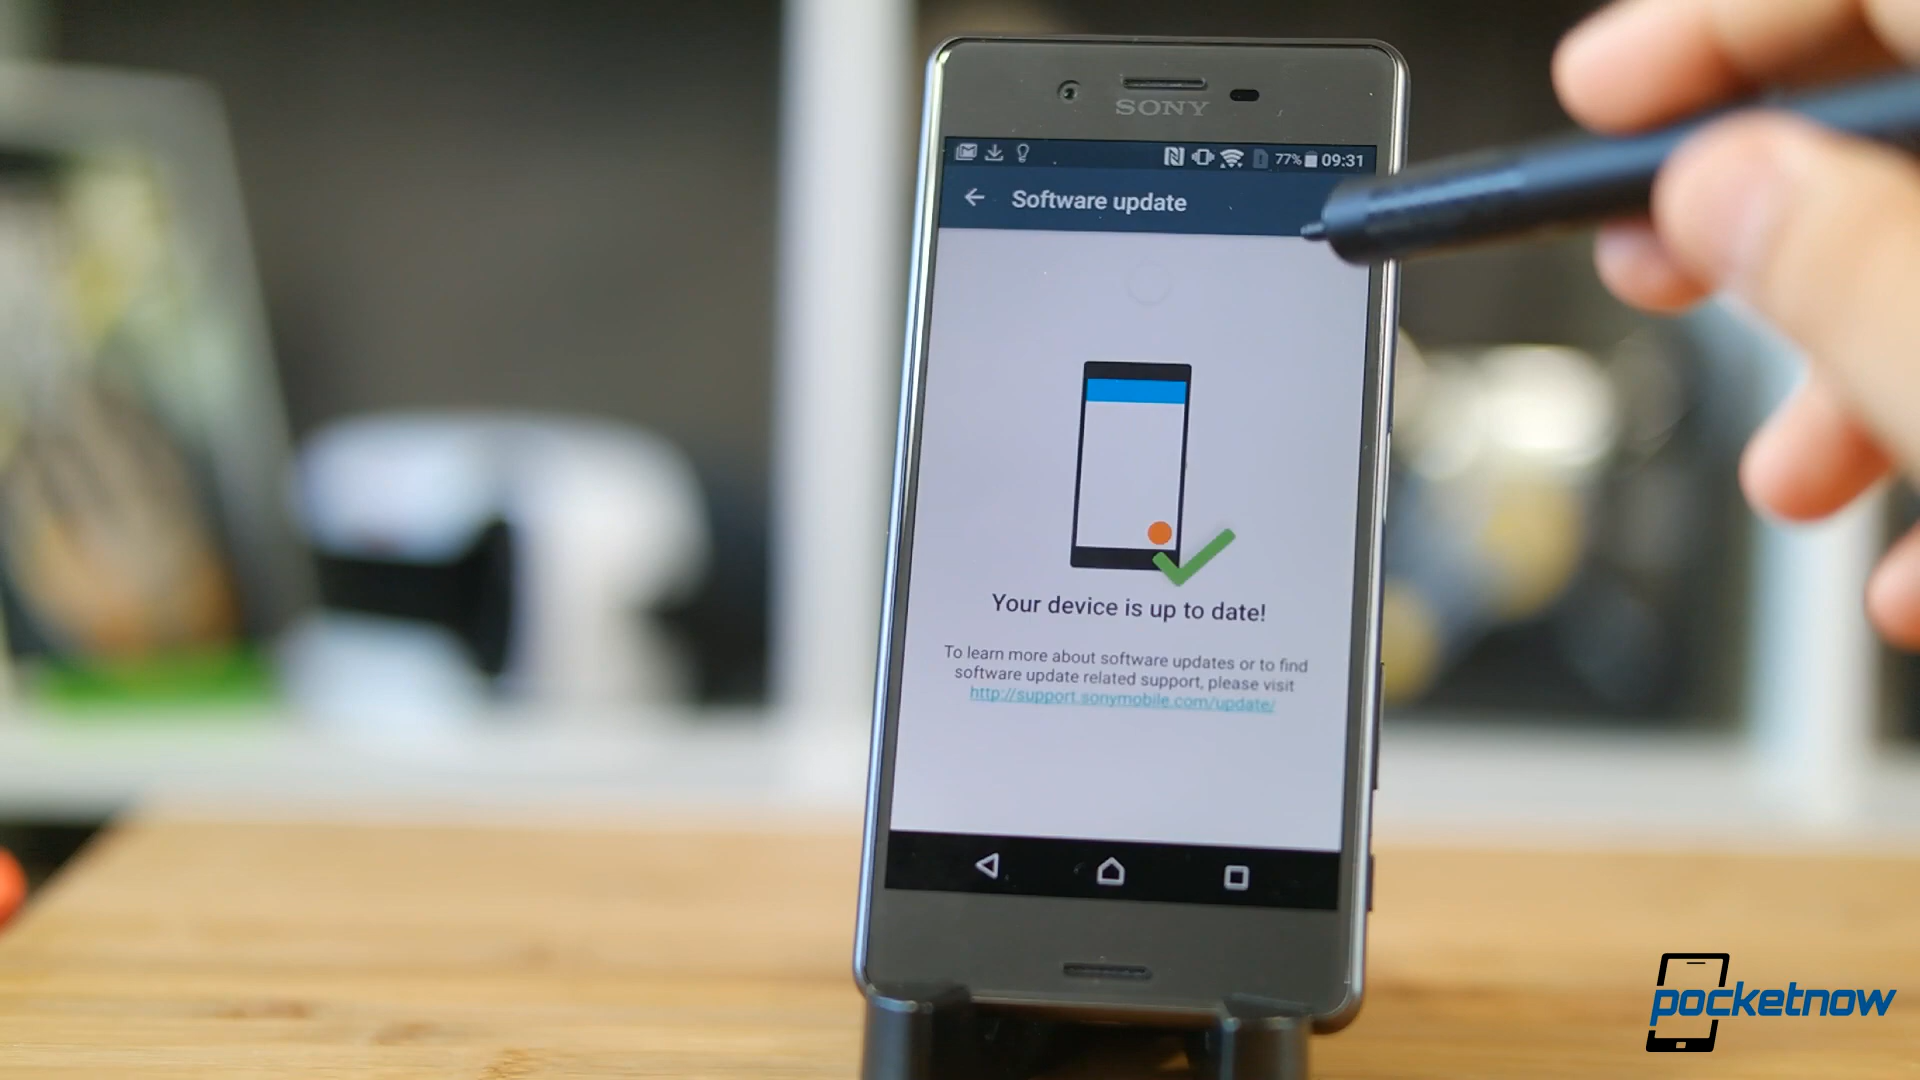 SONY
77% 09:31
Software update
Your device is up to date!
To learn more about software updates or to find
software update related support, please visit
http://support.sonymobile.com/update/
pocketnow